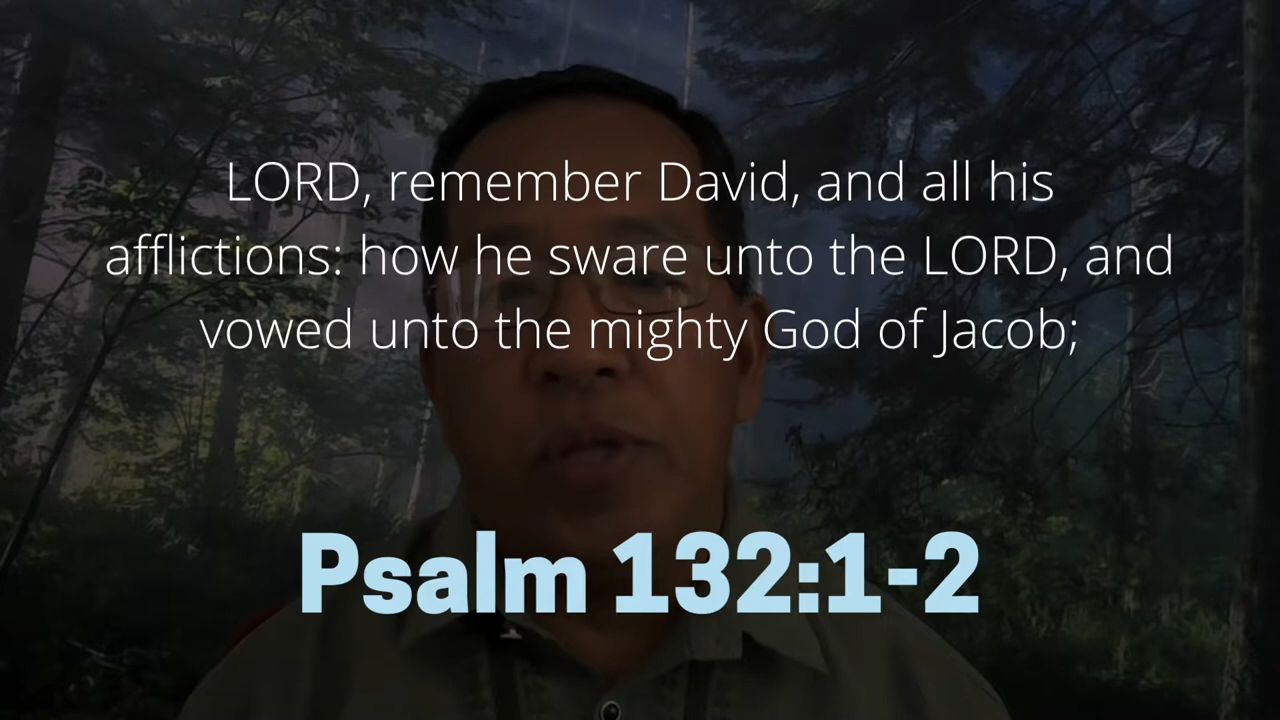 LORD, remember David, and all his
afflictions: how he sware unto the LORD, and
vowed unto the mighty God of Jacob;
Psalm 132:1-2